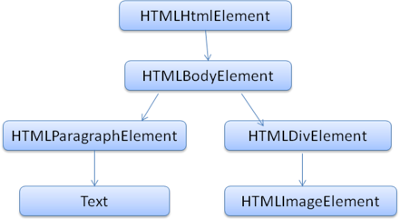 HTMLHtmlElement
HTMLBodyElement
HTMLParagraphElement
HTMLDivElement
Text
HTMLImageElement